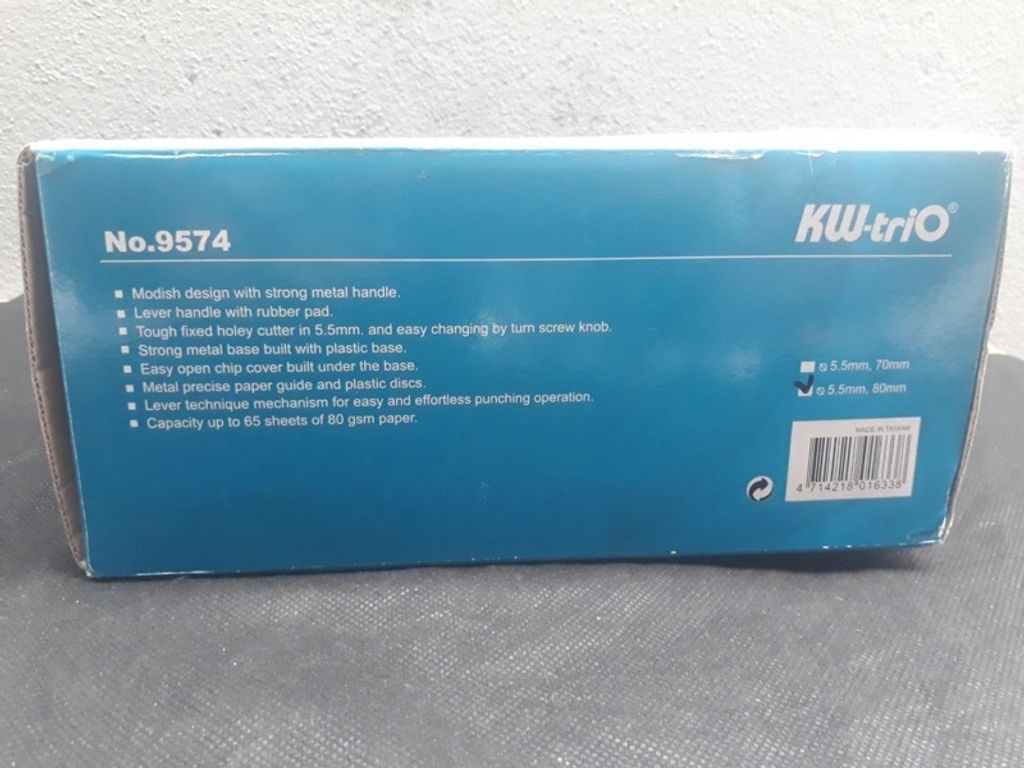 No.9574
KW-triO®
Modish design with strong metal handle.
Lever handle with rubber pad.
Tough fixed holey cutter in 5.5mm. and easy changing by turn screw knob.
Strong metal base built with plastic base.
Easy open chip cover built under the base.
Metal precise paper guide and plastic discs.
Lever technique mechanism for easy and effortless punching operation.
Capacity up to 65 sheets of 80 gsm paper.
⌀ 5.5mm, 70mm
⌀ 5.5mm, 80mm
MADE IN TAIWAN
4 714218 016338